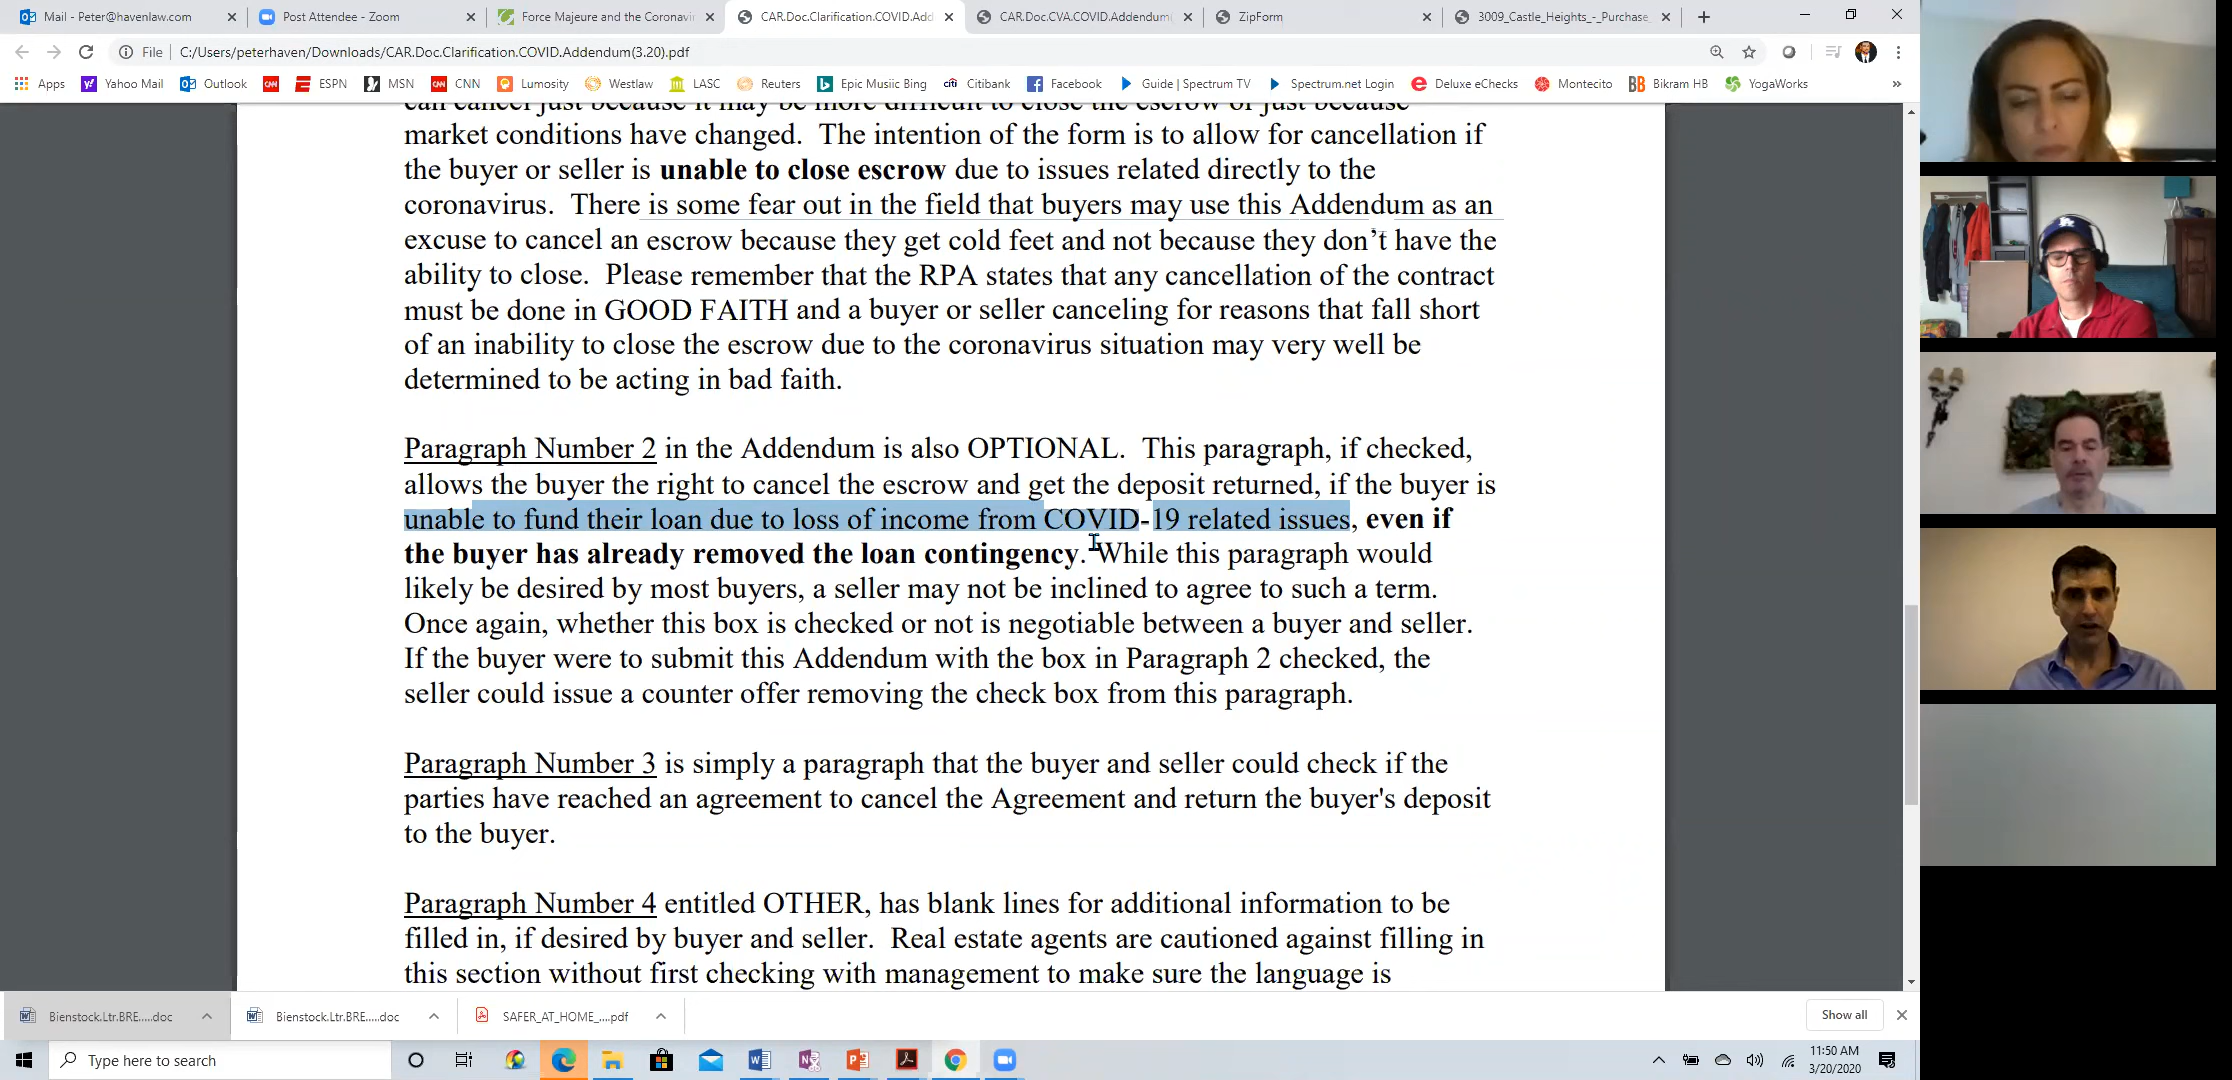 Mail - Peter@havenlaw.com
Post Attendee - Zoom
Force Majeure and the Coronavir
CAR.Doc.Clarification.COVID.Add
CAR.Doc.CVA.COVID.Addendum
ZipForm
3009_Castle_Heights_-_Purchase
File C:/Users/peterhaven/Downloads/CAR.Doc.Clarification.COVID.Addendum(3.20).pdf
Apps Yahoo Mail Outlook ESPN MSN CNN Lumosity Westlaw LASC Reuters Epic Musiic Bing Citibank Facebook Guide | Spectrum TV Spectrum.net Login Deluxe eChecks Montecito Bikram HB YogaWorks »
can cancel just because it may be more difficult to close the escrow or just because
market conditions have changed. The intention of the form is to allow for cancellation if
the buyer or seller is unable to close escrow due to issues related directly to the
coronavirus. There is some fear out in the field that buyers may use this Addendum as an
excuse to cancel an escrow because they get cold feet and not because they don't have the
ability to close. Please remember that the RPA states that any cancellation of the contract
must be done in GOOD FAITH and a buyer or seller canceling for reasons that fall short
of an inability to close the escrow due to the coronavirus situation may very well be
determined to be acting in bad faith.
Paragraph Number 2 in the Addendum is also OPTIONAL. This paragraph, if checked,
allows the buyer the right to cancel the escrow and get the deposit returned, if the buyer is
unable to fund their loan due to loss of income from COVID-19 related issues, even if
the buyer has already removed the loan contingency. While this paragraph would
likely be desired by most buyers, a seller may not be inclined to agree to such a term.
Once again, whether this box is checked or not is negotiable between a buyer and seller.
If the buyer were to submit this Addendum with the box in Paragraph 2 checked, the
seller could issue a counter offer removing the check box from this paragraph.
Paragraph Number 3 is simply a paragraph that the buyer and seller could check if the
parties have reached an agreement to cancel the Agreement and return the buyer's deposit
to the buyer.
Paragraph Number 4 entitled OTHER, has blank lines for additional information to be
filled in, if desired by buyer and seller. Real estate agents are cautioned against filling in
this section without first checking with management to make sure the language is
Bienstock.Ltr.BRE.....doc
Bienstock.Ltr.BRE.....doc
SAFER_AT_HOME_....pdf
Show all
Type here to search
11:50 AM
3/20/2020